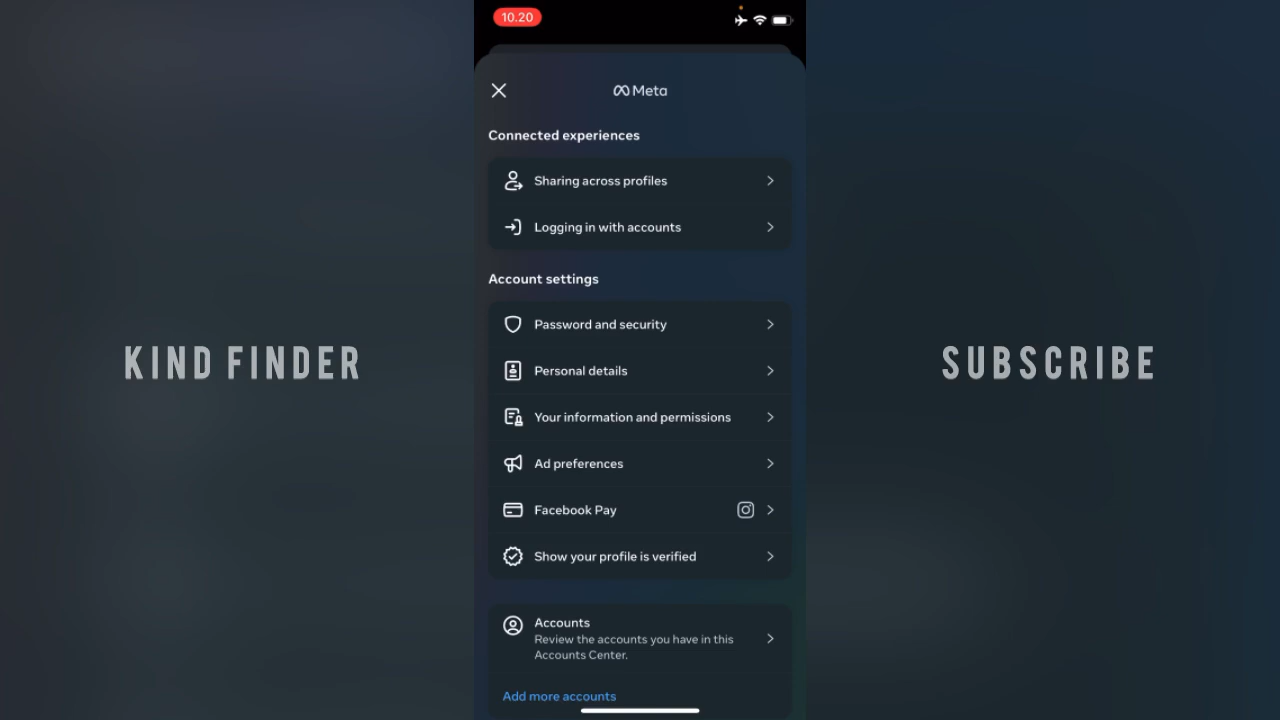 10.20
Meta
Connected experiences
Sharing across profiles
Logging in with accounts
Account settings
Password and security
Personal details
Your information and permissions
Ad preferences
Facebook Pay
Show your profile is verified
Accounts
Review the accounts you have in this
Accounts Center.
Add more accounts
KIND FINDER
SUBSCRIBE